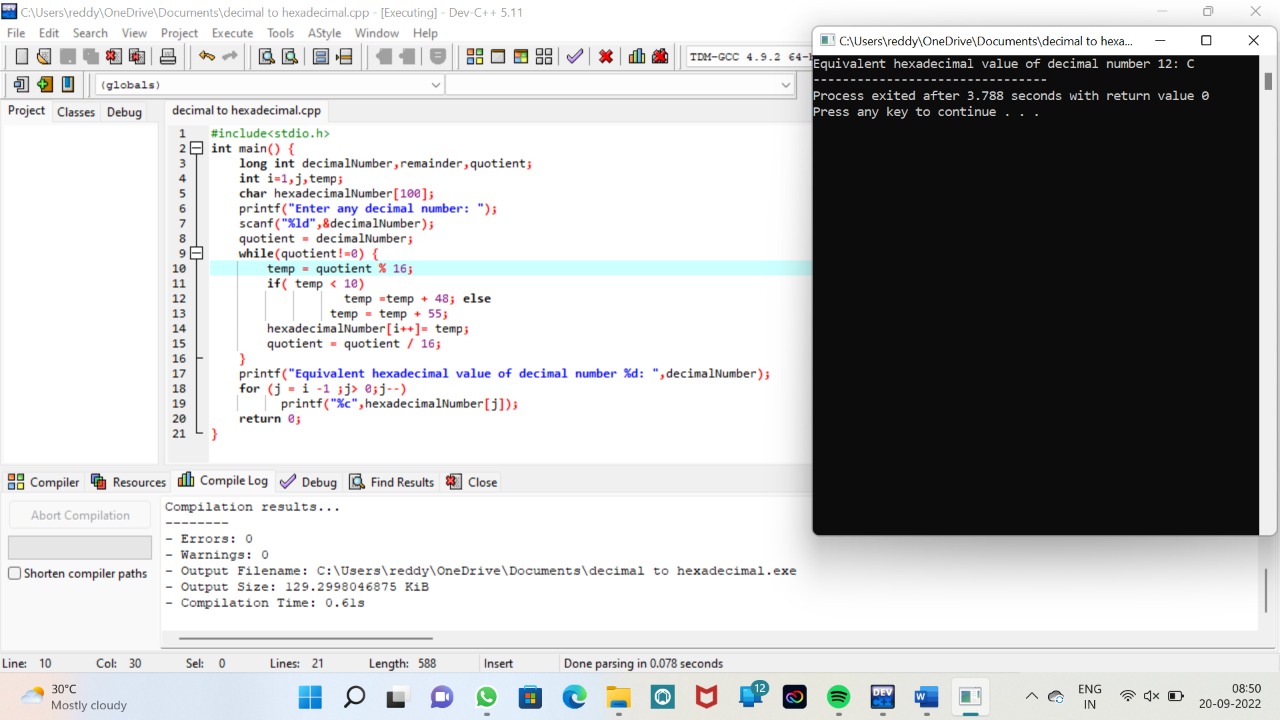 C:\Users\reddy\OneDrive\Documents\decimal to hexadecimal.cpp - [Executing] - Dev-C++ 5.11
File Edit Search View Project Execute Tools AStyle Window Help
TDM-GCC 4.9.2 64-
(globals)
Project Classes Debug
decimal to hexadecimal.cpp
1 #include<stdio.h>
2 int main() {
3 long int decimalNumber,remainder,quotient;
4 int i=1,j,temp;
5 char hexadecimalNumber[100];
6 printf("Enter any decimal number: ");
7 scanf("%ld",&decimalNumber);
8 quotient = decimalNumber;
9 while(quotient!=0) {
10 temp = quotient % 16;
11 if( temp < 10)
12 temp =temp + 48; else
13 temp = temp + 55;
14 hexadecimalNumber[i++]= temp;
15 quotient = quotient / 16;
16 }
17 printf("Equivalent hexadecimal value of decimal number %d: ",decimalNumber);
18 for (j = i -1 ;j> 0;j--)
19 printf("%c",hexadecimalNumber[j]);
20 return 0;
21 }
C:\Users\reddy\OneDrive\Documents\decimal to hexa...
Equivalent hexadecimal value of decimal number 12: C
--------------------------------
Process exited after 3.788 seconds with return value 0
Press any key to continue . . .
Compiler Resources Compile Log Debug Find Results Close
Abort Compilation
Shorten compiler paths
Compilation results...
--------
- Errors: 0
- Warnings: 0
- Output Filename: C:\Users\reddy\OneDrive\Documents\decimal to hexadecimal.exe
- Output Size: 129.2998046875 KiB
- Compilation Time: 0.61s
Line: 10 Col: 30 Sel: 0 Lines: 21 Length: 588 Insert Done parsing in 0.078 seconds
30°C
Mostly cloudy
12
DEV
ENG
IN
08:50
20-09-2022